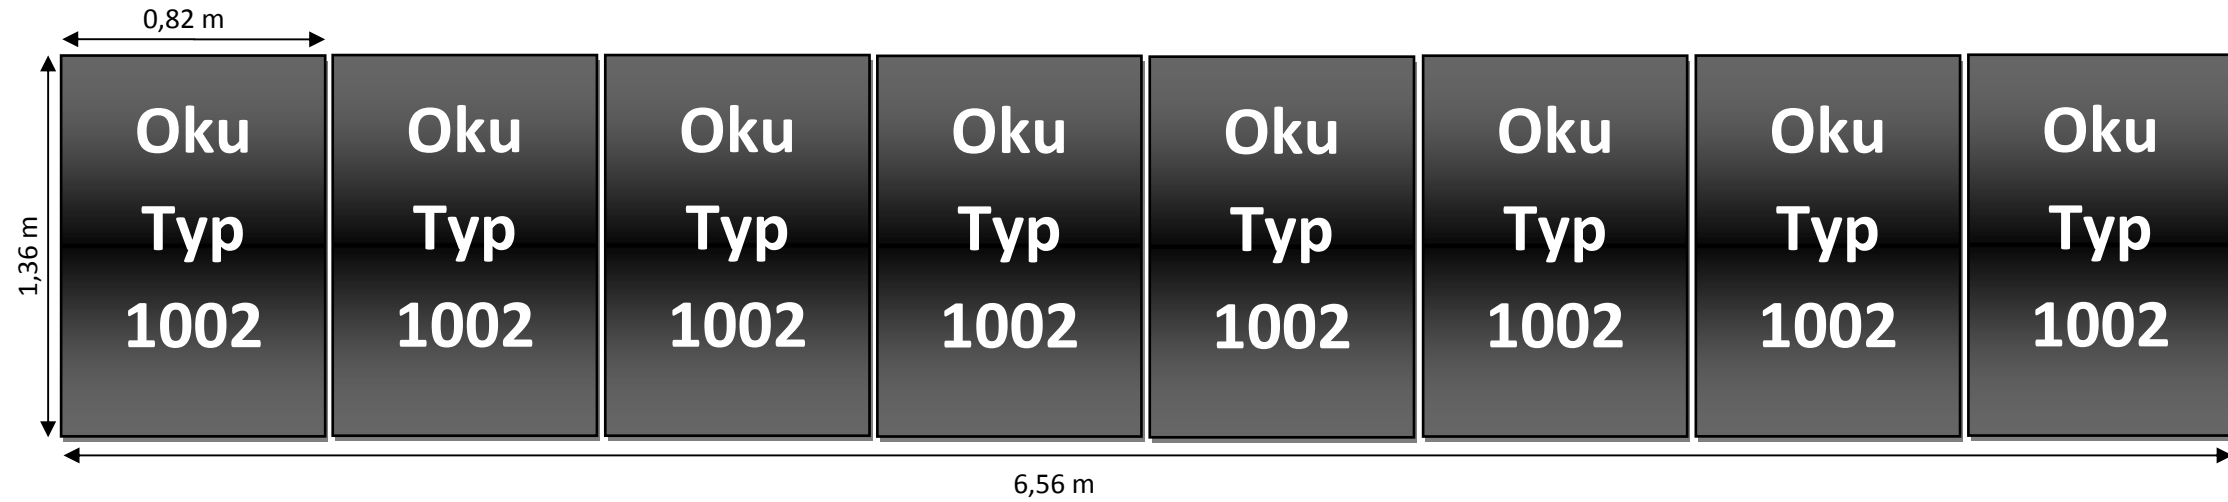 0,82 m
Oku Oku Oku Oku Oku Oku Oku Oku
Typ Typ Typ Typ Typ Typ Typ Typ
1002 1002 1002 1002 1002 1002 1002 1002
1,36 m
6,56 m